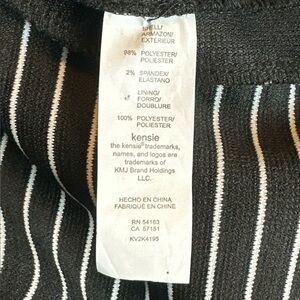 SHELL/
ARMAZON/
EXTERIEUR
98% POLYESTER/
POLIESTER
2% SPANDEX/
ELASTANO
LINING/
FORRO/
DOUBLURE
100% POLYESTER/
POLIESTER
kensie
the kensie® trademarks,
names, and logos are
trademarks of
KMJ Brand Holdings
LLC.
HECHO EN CHINA
FABRIQUÉ EN CHINE
RN 54163
CA 57151
KV2K4195